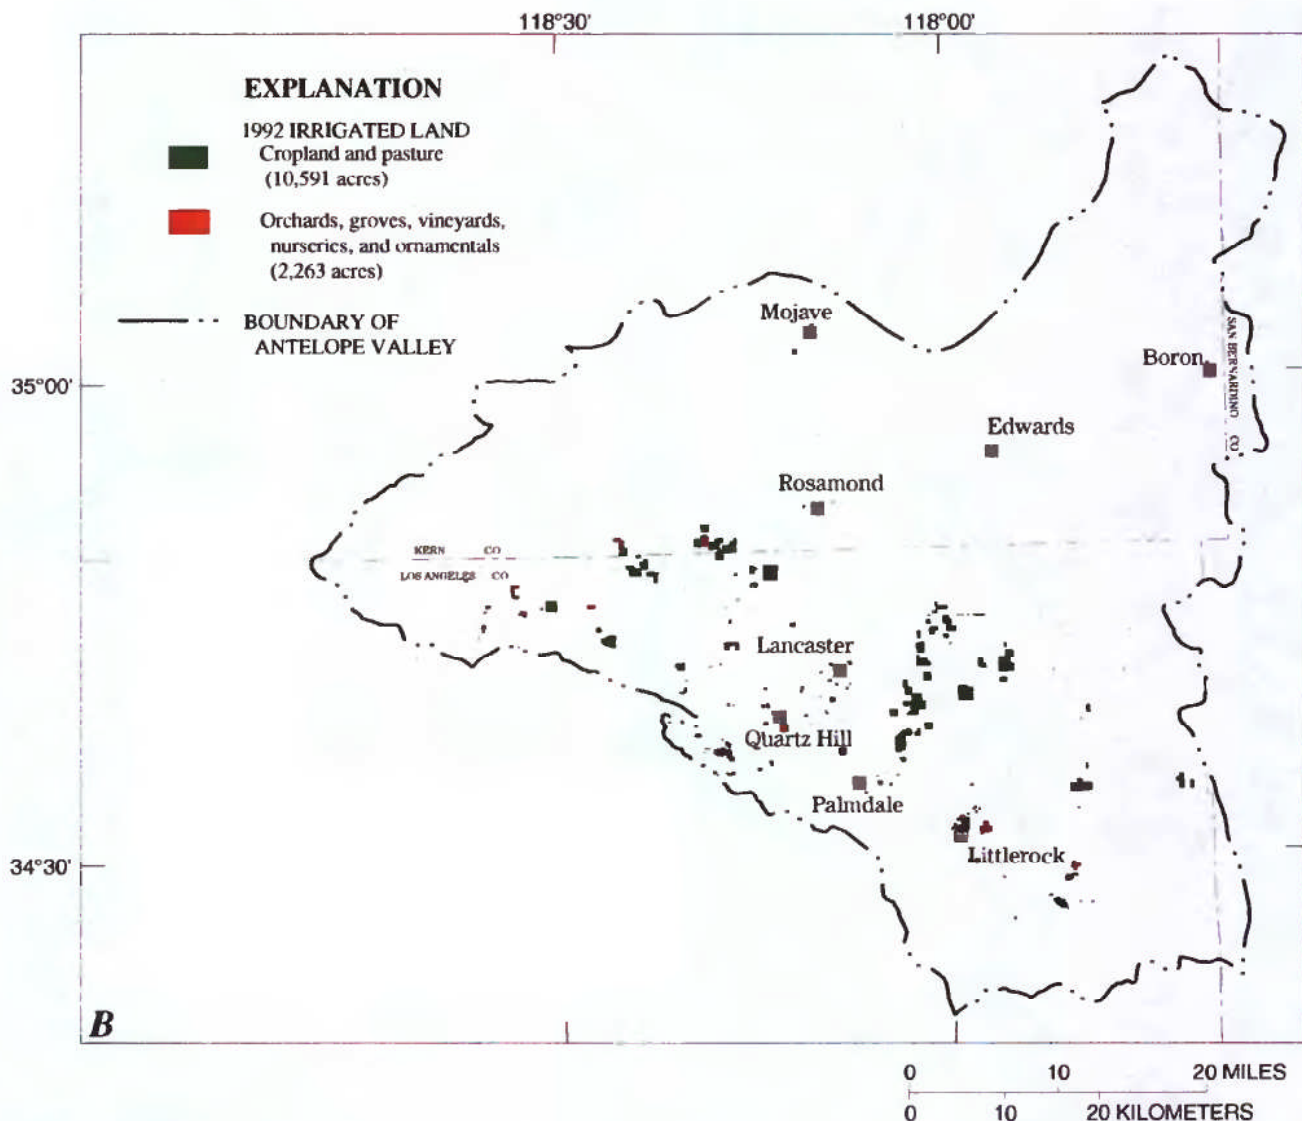 118°30' 118°00'
EXPLANATION
1992 IRRIGATED LAND
Cropland and pasture
(10,591 acres)
Orchards, groves, vineyards,
nurseries, and ornamentals
(2,263 acres)
BOUNDARY OF
ANTELOPE VALLEY
Mojave
SAN BERNARDINO CO
Boron
35°00'
Edwards
Rosamond
KERN CO
LOS ANGELES CO
Lancaster
Quartz Hill
Palmdale
Littlerock
34°30'
B
0 10 20 MILES
0 10 20 KILOMETERS